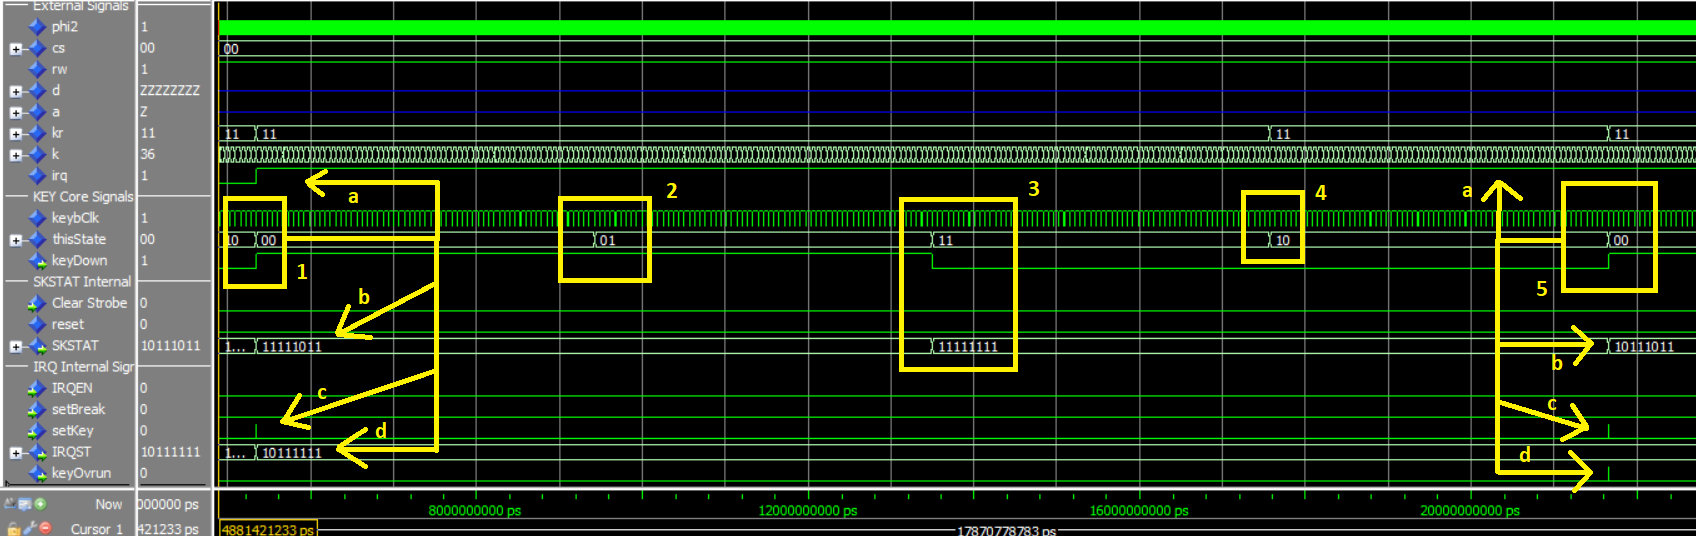 External Signals
phi2 1
cs 00 00
rw 1
d ZZZZZZZZ
a Z
kr 11 11 11 11 11
k 36
irq 1
a 2 3 4 a
KEY Core Signals
keybClk 1
thisState 00 10 00 01 11 10 00
keyDown 1
1 5
SKSTAT Internal
b
Clear Strobe 0
reset 0
SKSTAT 10111011 1... 11111011 11111111 10111011
b
IRQ Internal Sigr
IRQEN 0
c c
setBreak 0
setKey 0
d d
IRQST 10111111 1... 10111111
keyOvrun 0
Now 000000 ps
8000000000 ps 12000000000 ps 16000000000 ps 20000000000 ps
Cursor 1 421233 ps 4881421233 ps 17870778783 ps